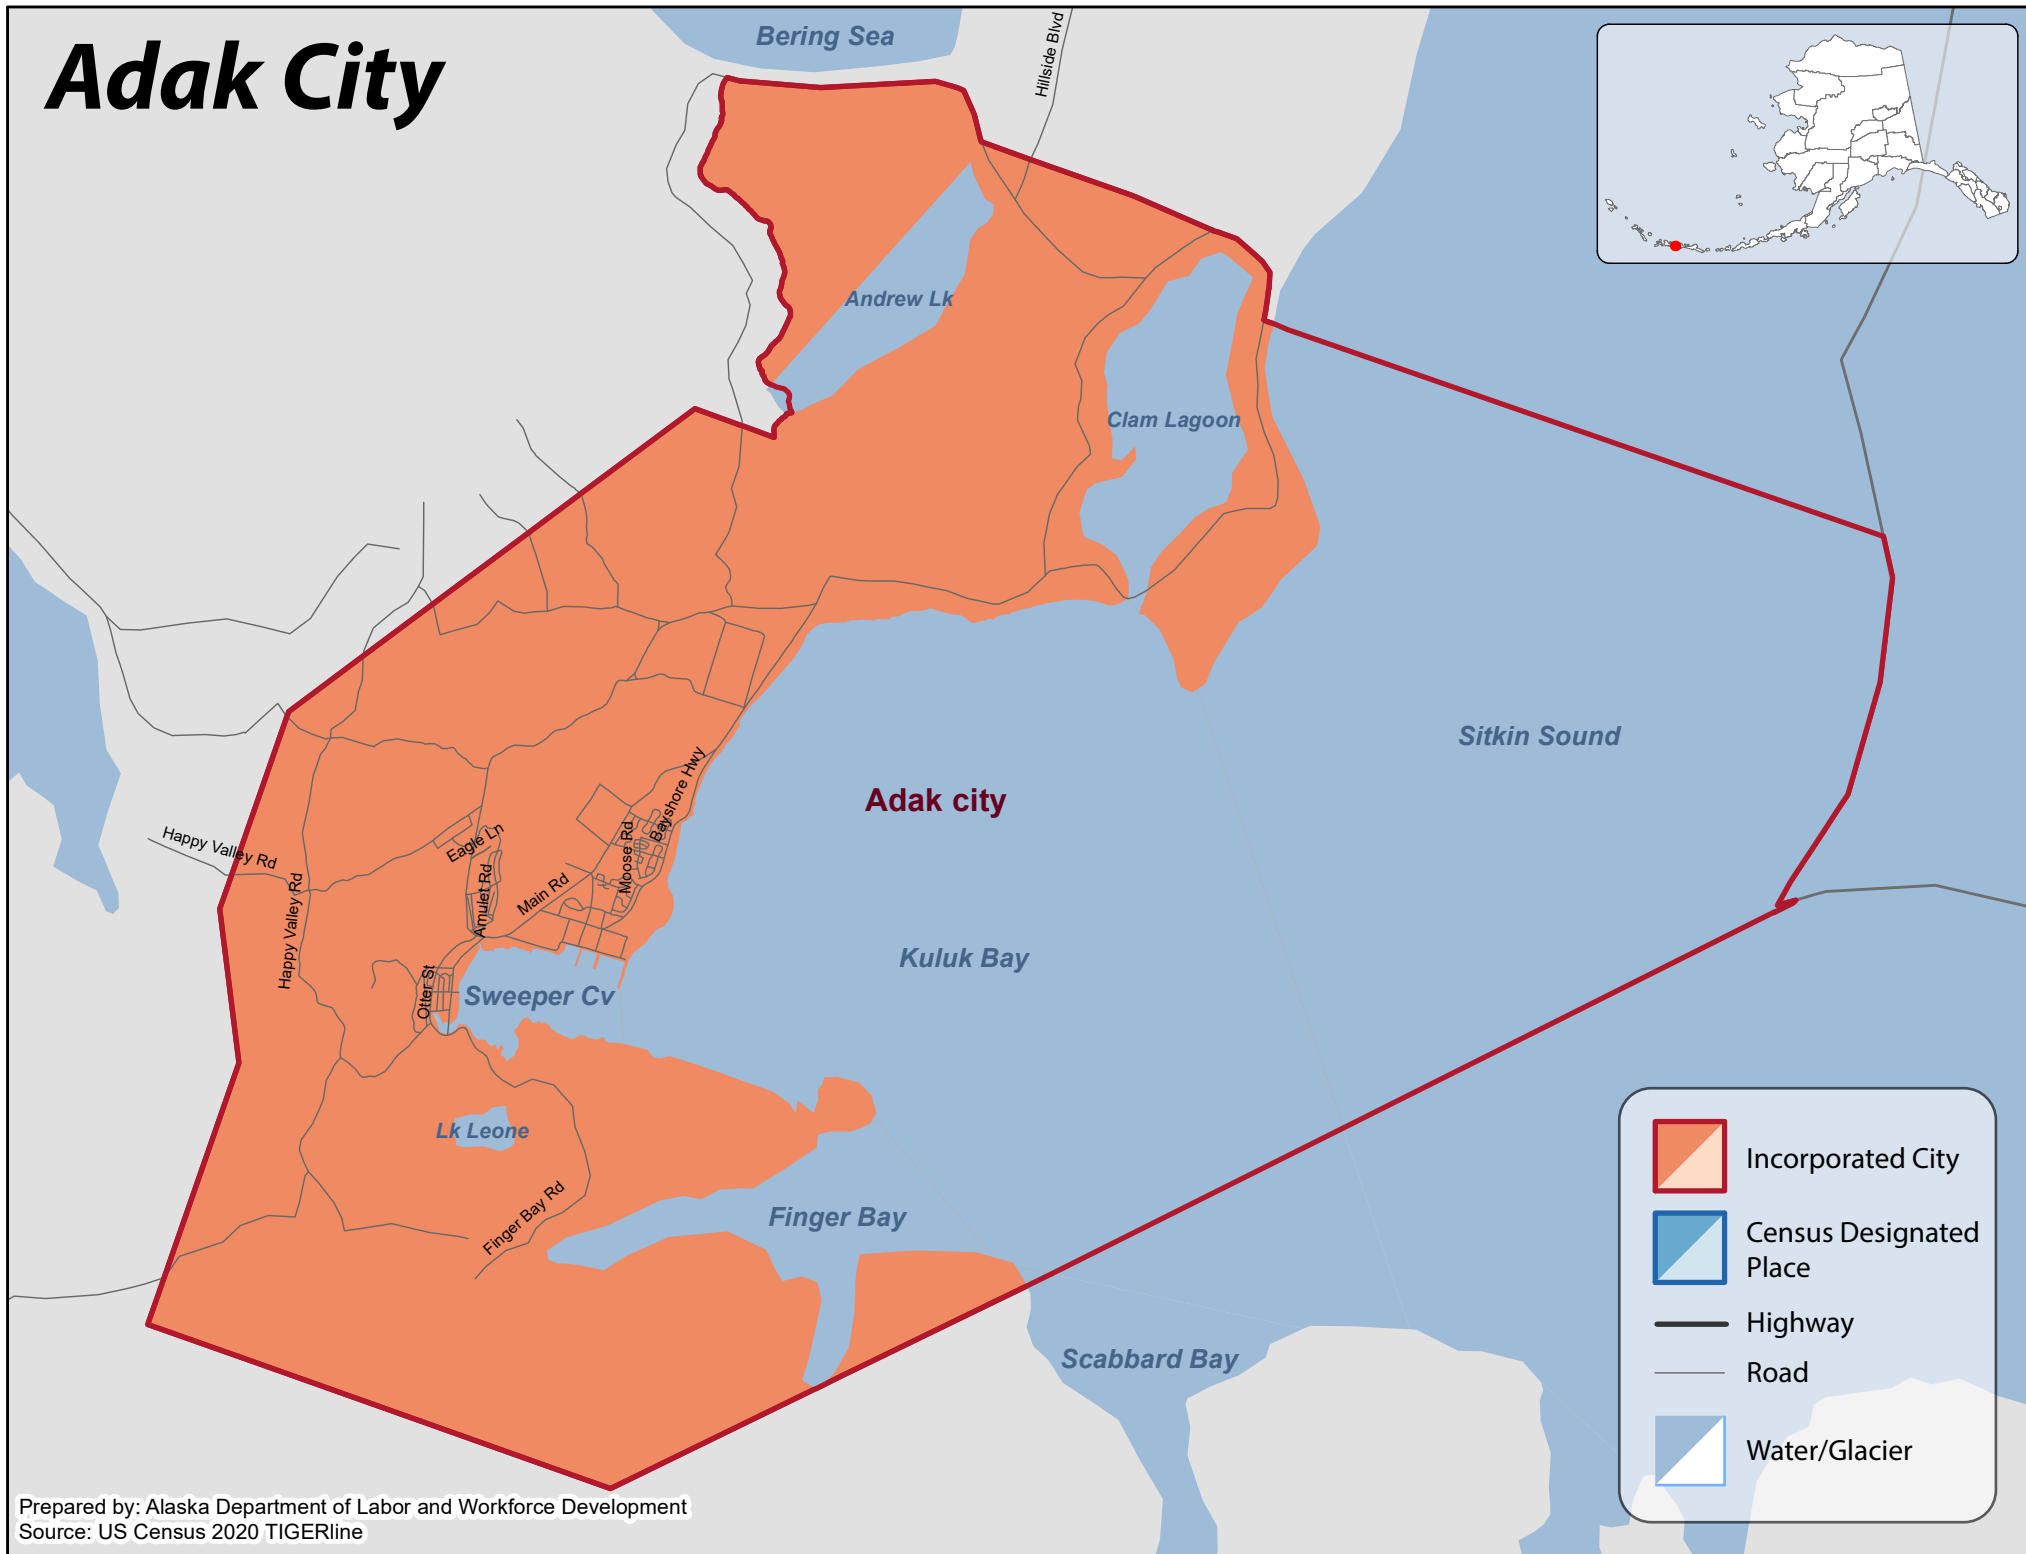 Adak City
Bering Sea
Hillside Blvd
Andrew Lk
Clam Lagoon
Sitkin Sound
Adak city
Bayshore Hwy
Moose Rd
Eagle Ln
Happy Valley Rd
Amulet Rd
Main Rd
Happy Valley Rd
Kuluk Bay
Otter St
Sweeper Cv
Lk Leone
Finger Bay Rd
Finger Bay
Scabbard Bay
Incorporated City
Census Designated
Place
Highway
Road
Water/Glacier
Prepared by: Alaska Department of Labor and Workforce Development
Source: US Census 2020 TIGERline